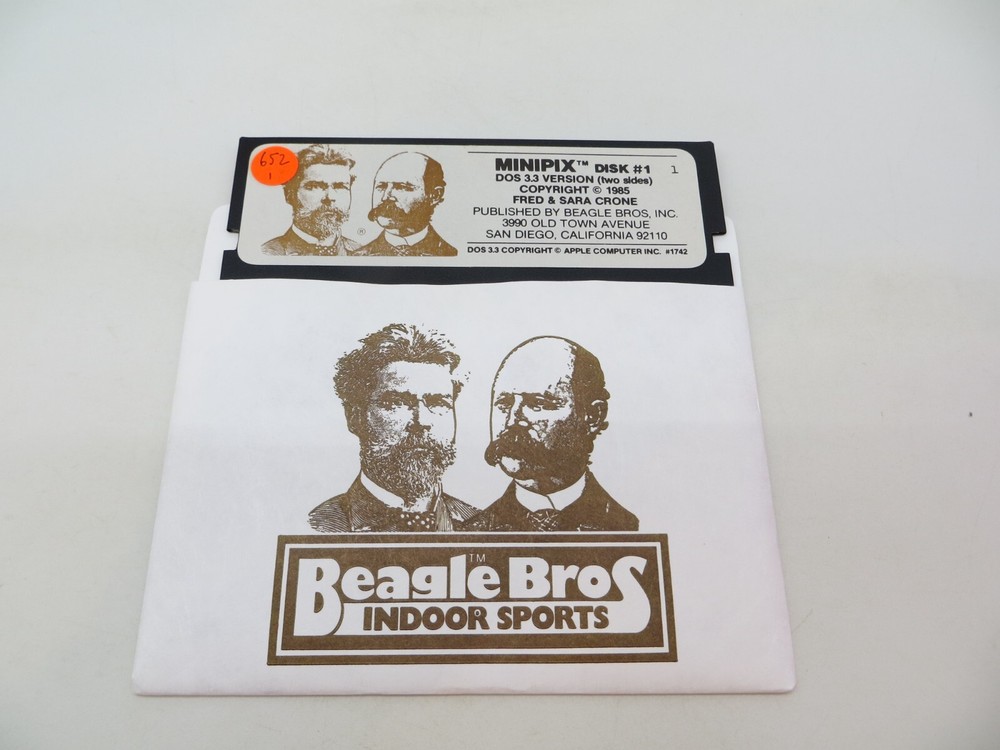 652
1
MINIPIX™ DISK #1 1
DOS 3.3 VERSION (two sides)
COPYRIGHT © 1985
FRED & SARA CRONE
PUBLISHED BY BEAGLE BROS, INC.
3990 OLD TOWN AVENUE
SAN DIEGO, CALIFORNIA 92110
®
DOS 3.3 COPYRIGHT © APPLE COMPUTER INC. #1742
TM
Beagle Bros
INDOOR SPORTS